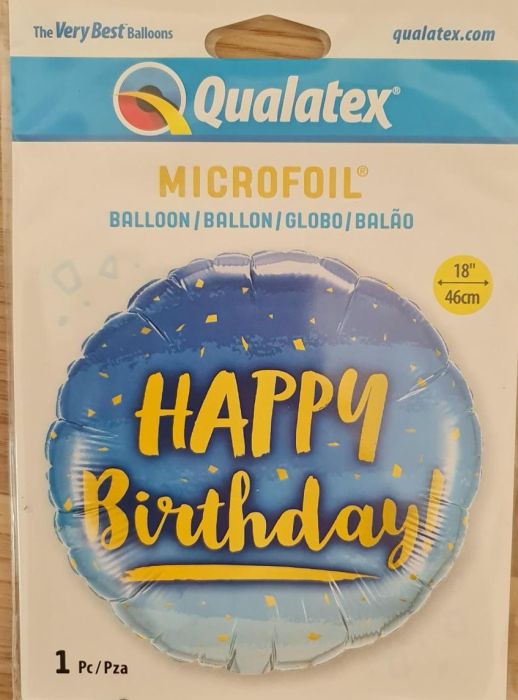 The Very Best Balloons
qualatex.com
Qualatex®
MICROFOIL®
BALLOON/BALLON/GLOBO/BALÃO
18"
46cm
HAPPY
Birthday!
1 Pc/Pza